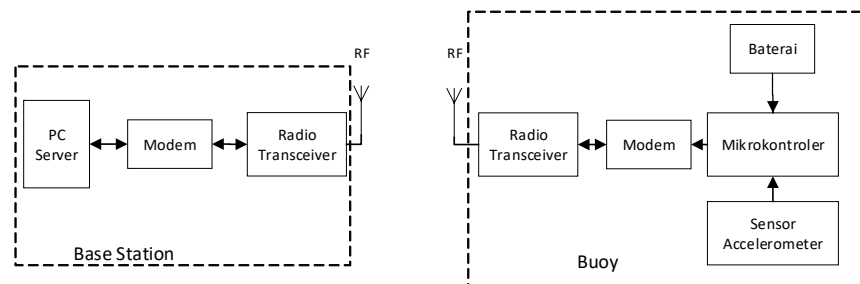 RF
PC
Server
Modem
Radio
Transceiver
Base Station
RF
Baterai
Radio
Transceiver
Modem
Mikrokontroler
Sensor
Accelerometer
Buoy